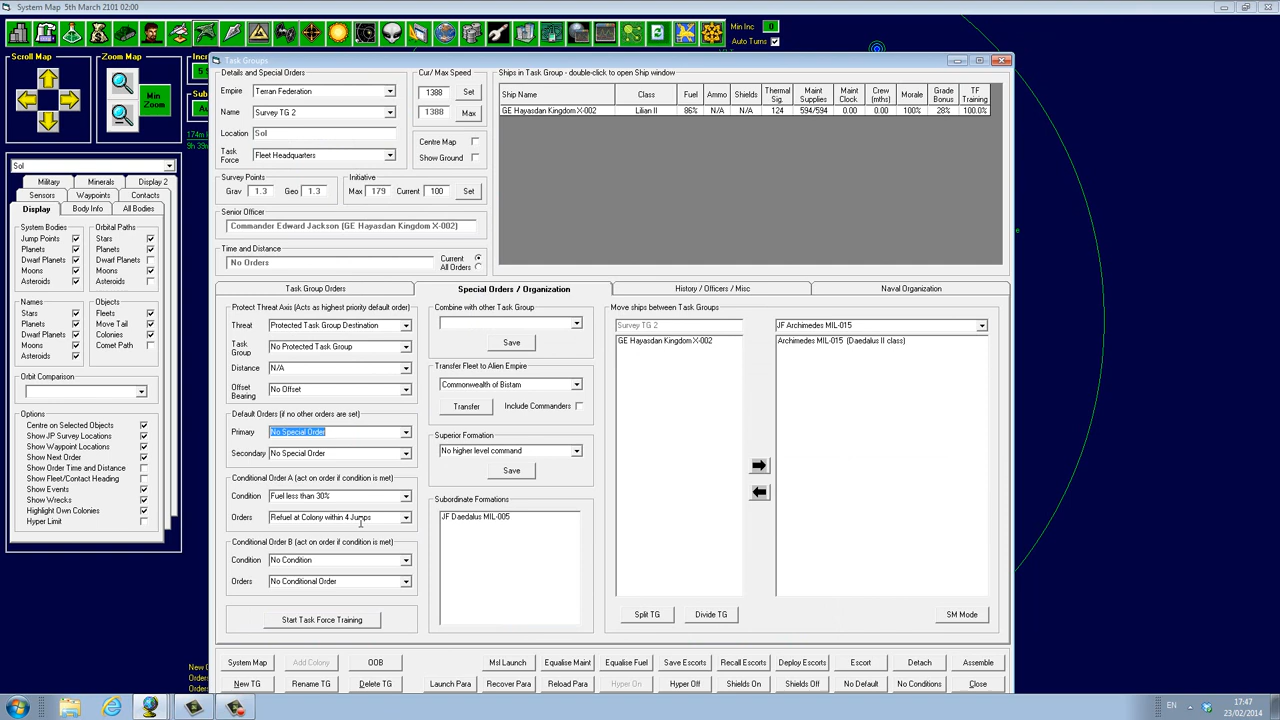 System Map 5th March 2101 02:00
Min Inc
0
Auto Turns
Scroll Map
Zoom Map
Min Zoom
Task Groups
Details and Special Orders
Empire
Terran Federation
Name
Survey TG 2
Location
Sol
Task Force
Fleet Headquarters
Cur/ Max Speed
1388
Set
1388
Max
Centre Map
Show Ground
Survey Points
Grav 1.3 Geo 1.3
Initiative
Max 179 Current 100 Set
Senior Officer
Commander Edward Jackson (GE Hayasdan Kingdom X-002)
Time and Distance
No Orders
Current
All Orders
Ships in Task Group - double-click to open Ship window
Ship Name Class Fuel Ammo Shields Thermal Sig. Maint Supplies Maint Clock Crew (mths) Morale Grade Bonus TF Training
GE Hayasdan Kingdom X-002 Lilian II 86% N/A N/A 124 594/594 0.00 0.00 100% 28% 100.0%
Sol
Military Minerals Display 2
Sensors Waypoints Contacts
Display Body Info All Bodies
System Bodies
Jump Points
Planets
Dwarf Planets
Moons
Asteroids
Orbital Paths
Stars
Planets
Dwarf Planets
Moons
Asteroids
Names
Stars
Planets
Dwarf Planets
Moons
Asteroids
Objects
Fleets
Move Tail
Colonies
Comet Path
Orbit Comparison
Options
Centre on Selected Objects
Show JP Survey Locations
Show Waypoint Locations
Show Next Order
Show Order Time and Distance
Show Fleet/Contact Heading
Show Events
Show Wrecks
Highlight Own Colonies
Hyper Limit
Task Group Orders
Special Orders / Organization
History / Officers / Misc
Naval Organization
Protect Threat Axis (Acts as highest priority default order)
Threat
Protected Task Group Destination
Task Group
No Protected Task Group
Distance
N/A
Offset Bearing
No Offset
Default Orders (if no other orders are set)
Primary
No Special Order
Secondary
No Special Order
Conditional Order A (act on order if condition is met)
Condition
Fuel less than 30%
Orders
Refuel at Colony within 4 Jumps
Conditional Order B (act on order if condition is met)
Condition
No Condition
Orders
No Conditional Order
Start Task Force Training
Combine with other Task Group
Save
Transfer Fleet to Alien Empire
Commonwealth of Bistam
Transfer
Include Commanders
Superior Formation
No higher level command
Save
Subordinate Formations
JF Daedalus MIL-005
Move ships between Task Groups
Survey TG 2
GE Hayasdan Kingdom X-002
JF Archimedes MIL-015
Archimedes MIL-015 (Daedalus II class)
Split TG
Divide TG
SM Mode
System Map
Add Colony
OOB
Msl Launch
Equalise Maint
Equalise Fuel
Save Escorts
Recall Escorts
Deploy Escorts
Escort
Detach
Assemble
New TG
Rename TG
Delete TG
Launch Para
Recover Para
Reload Para
Hyper On
Hyper Off
Shields On
Shields Off
No Default
No Conditions
Close
EN
17:47
23/02/2014